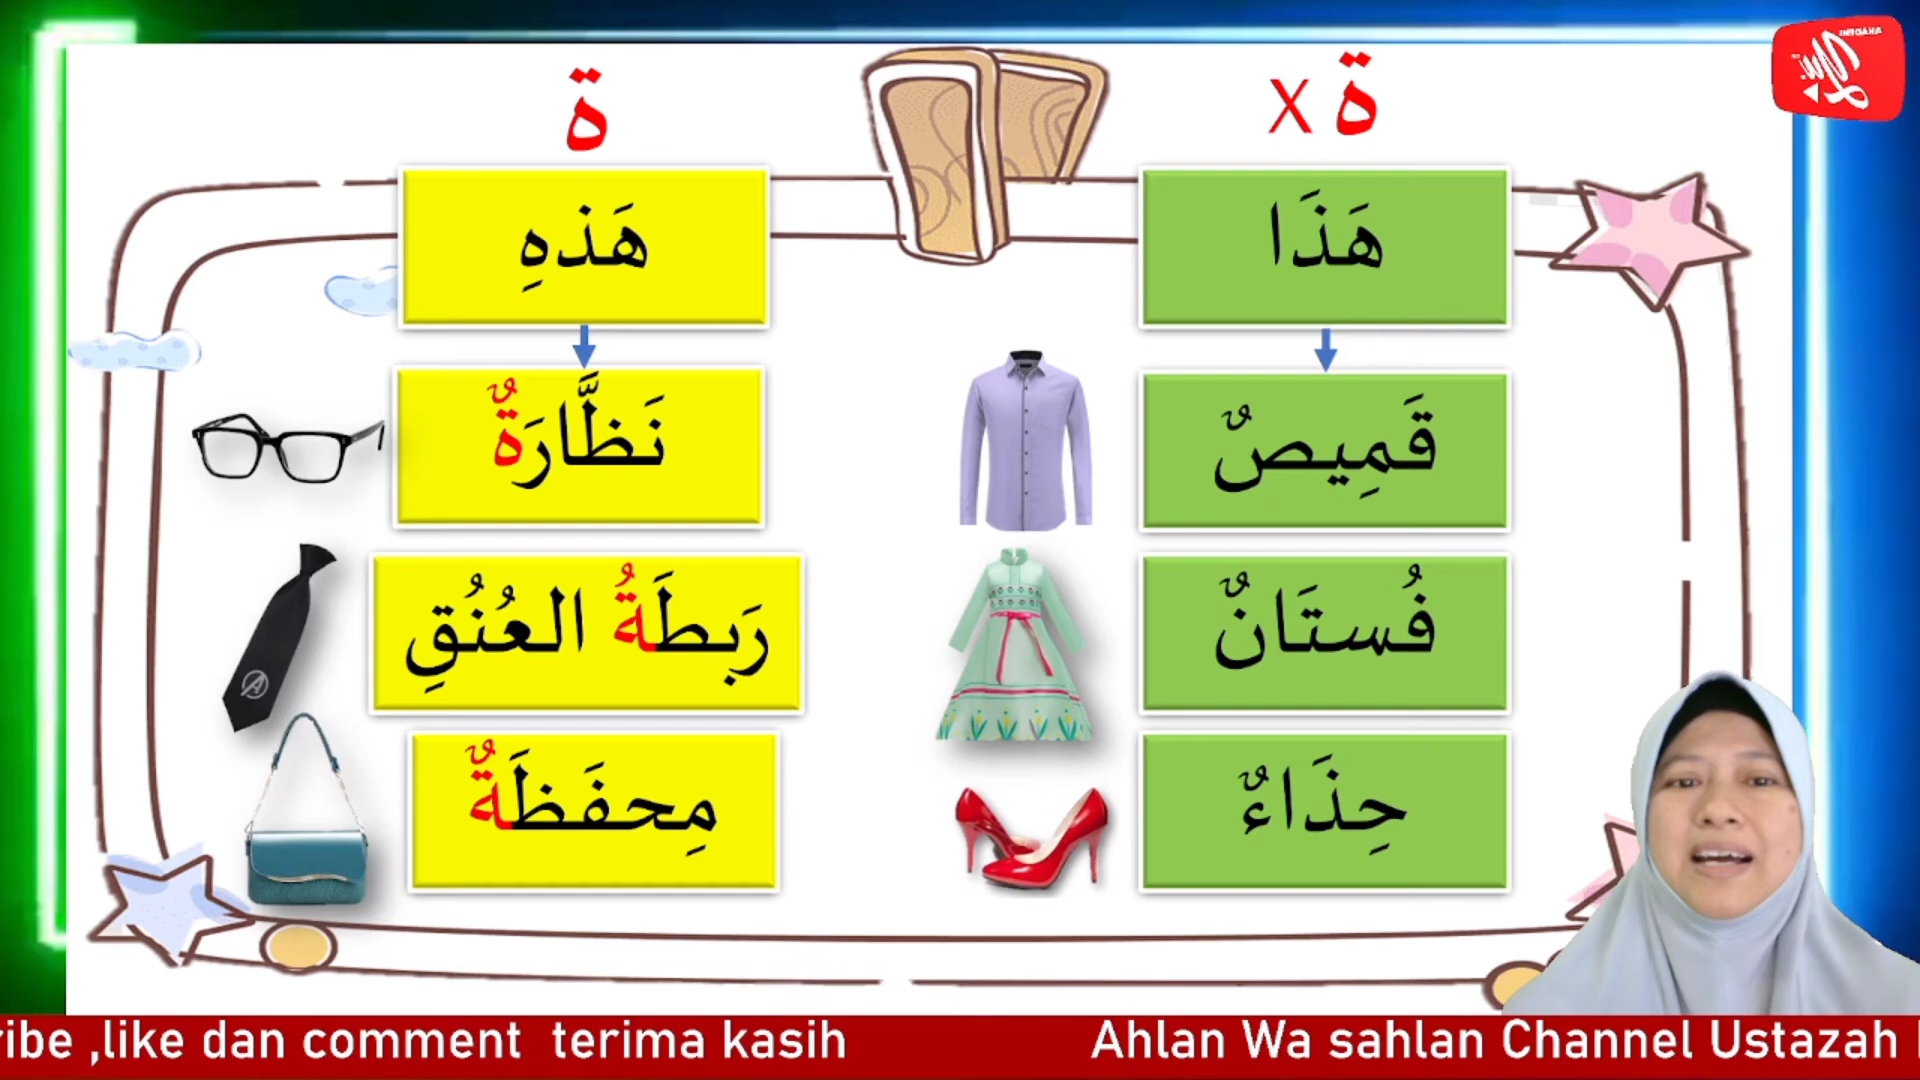 ة X
ة
هَذَا
هَذهِ
قَمِيصٌ
نَظَّارَةٌ
فُستَانٌ
رَبطَةُ العُنُقِ
حِذَاءٌ
مِحفَظَةٌ
ribe ,like dan comment terima kasih
Ahlan Wa sahlan Channel Ustazah